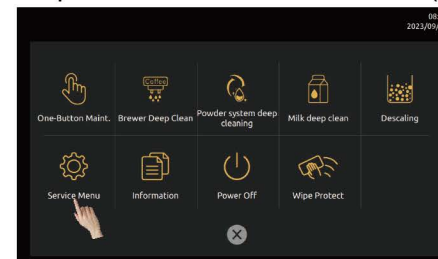 08:
2023/09/
Coffee
One-Button Maint.
Brewer Deep Clean
Powder system deep
cleaning
Milk deep clean
Descaling
Service Menu
Information
Power Off
Wipe Protect